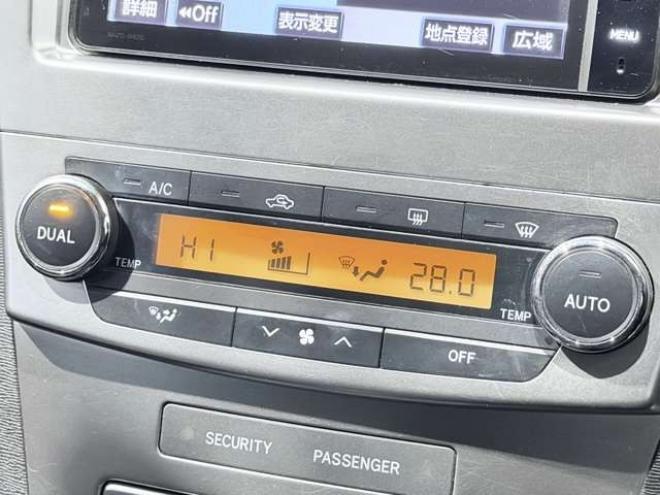 詳細 ◀◀Off 表示変更 地点登録 広域 MENU
A/C
DUAL TEMP HI 28.0 TEMP AUTO
OFF
SECURITY PASSENGER